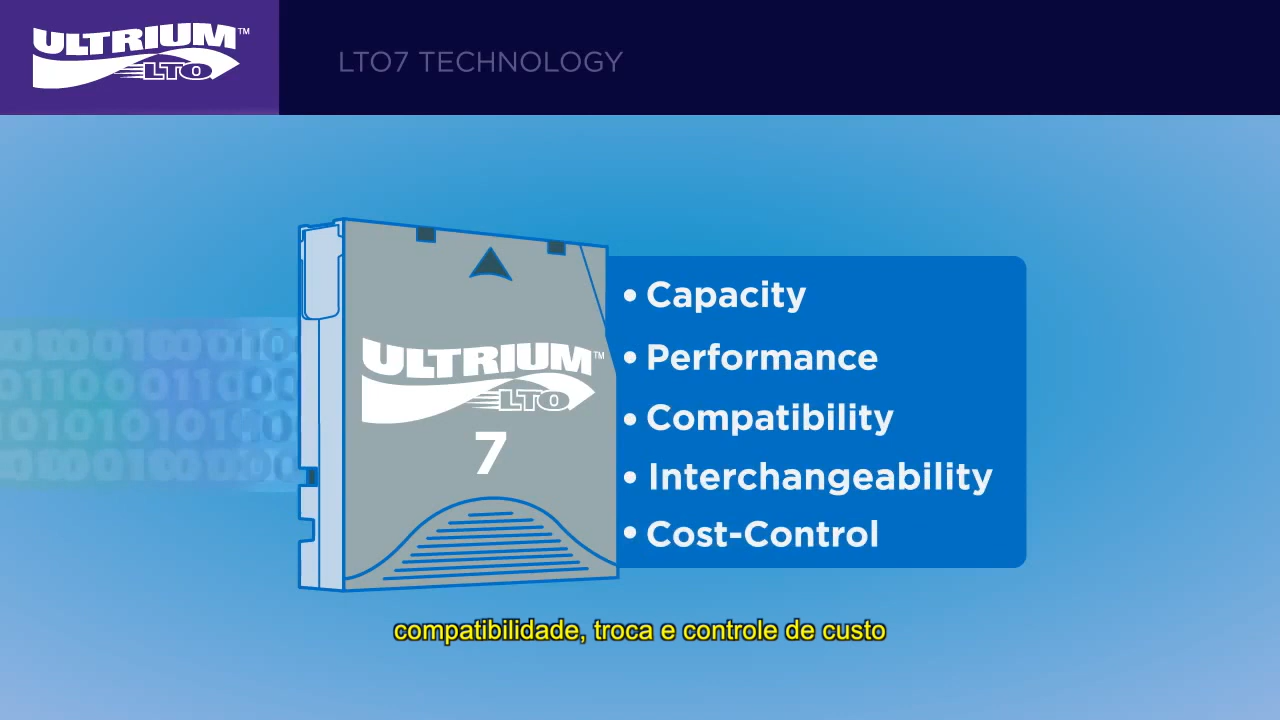 ULTRIUM™
LTO
LTO7 TECHNOLOGY
• Capacity
• Performance
• Compatibility
• Interchangeability
• Cost-Control
ULTRIUM™
LTO
7
compatibilidade, troca e controle de custo